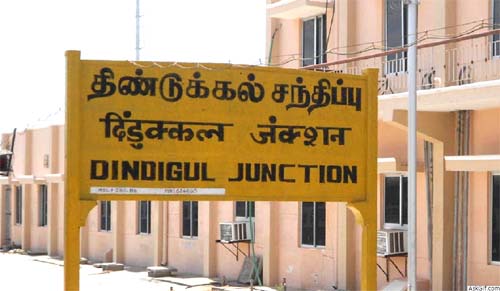 திண்டுக்கல் சந்திப்பு
दिंडुक्कल जंक्शन
DINDIGUL JUNCTION